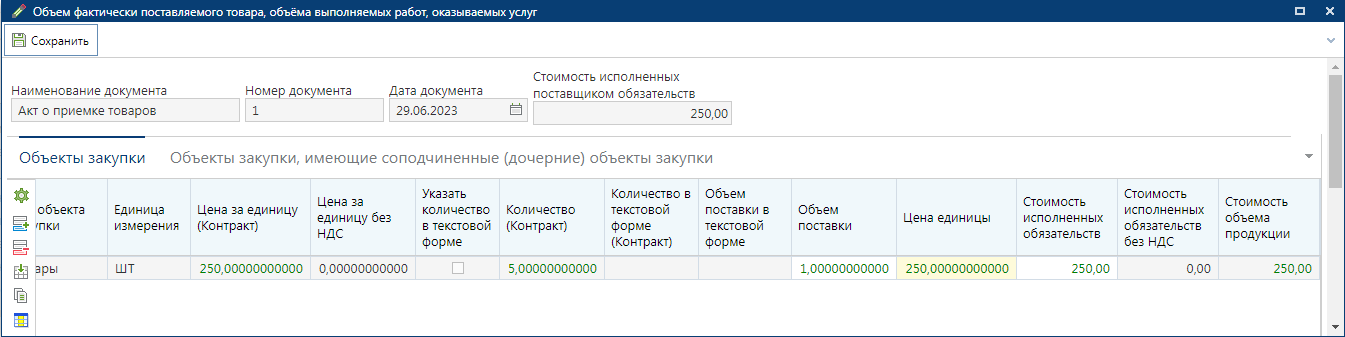 Объем фактически поставляемого товара, объёма выполняемых работ, оказываемых услуг
Сохранить
Стоимость исполненных
поставщиком обязательств
Наименование документа
Номер документа
Дата документа
Акт о приемке товаров
1
29.06.2023
250,00
Объекты закупки
Объекты закупки, имеющие соподчиненные (дочерние) объекты закупки
объекта
упки
Единица
измерения
Цена за единицу
(Контракт)
Цена за
единицу без
НДС
Указать
количество
в текстовой
форме
Количество
(Контракт)
Количество в
текстовой
форме
(Контракт)
Объем
поставки в
текстовой
форме
Объем
поставки
Цена единицы
Стоимость
исполненных
обязательств
Стоимость
исполненных
обязательств
без НДС
Стоимость
объема
продукции
ары
ШТ
250,00000000000
0,00000000000
5,00000000000
1,00000000000
250,00000000000
250,00
0,00
250,00